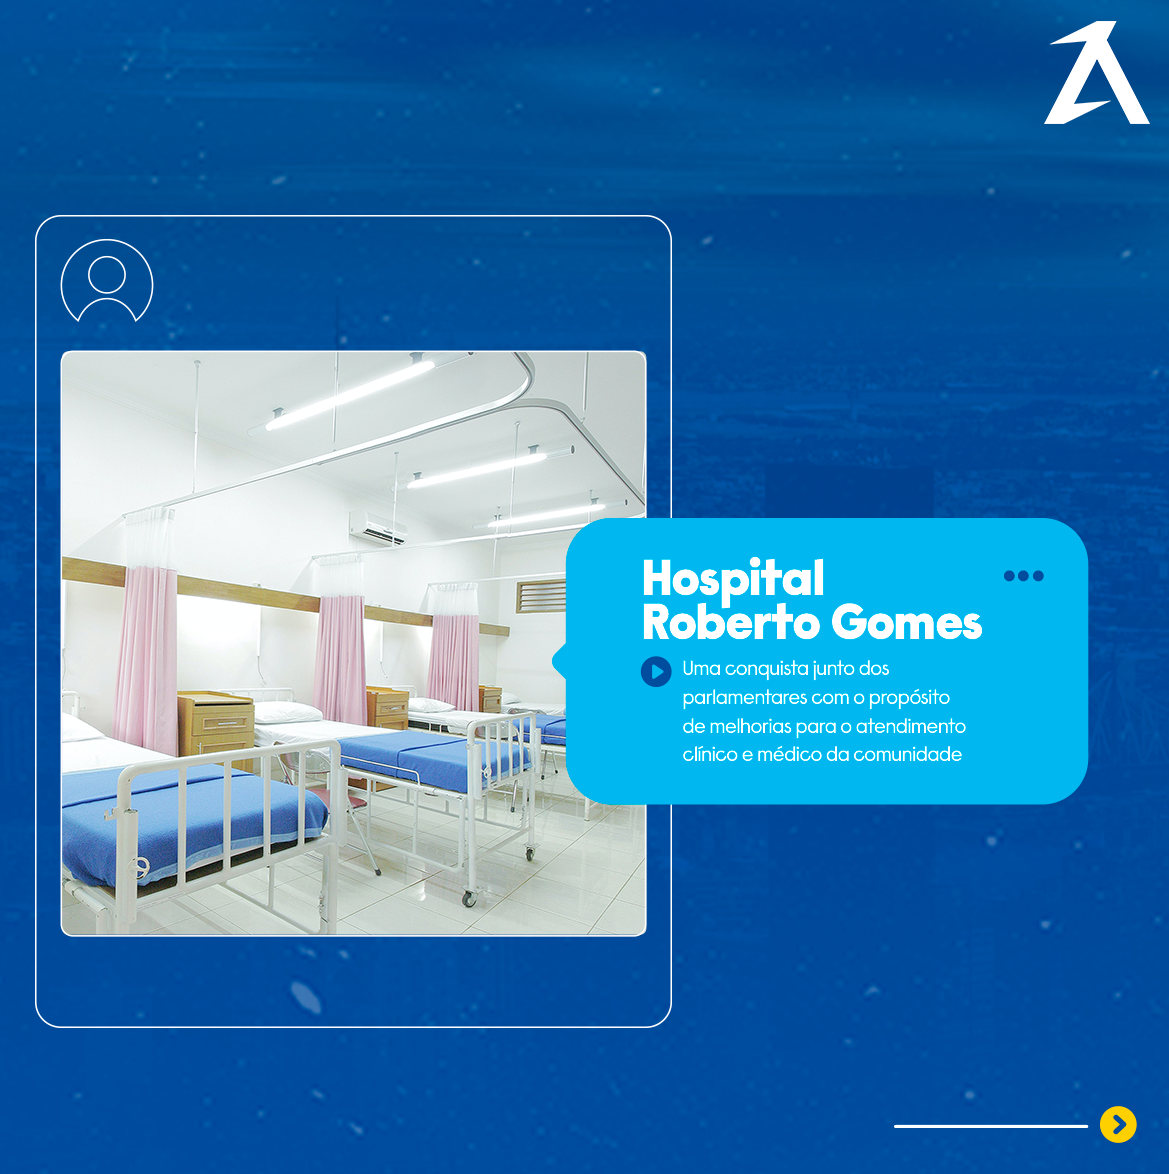 Hospital
Roberto Gomes
Uma conquista junto dos
parlamentares com o propósito
de melhorias para o atendimento
clínico e médico da comunidade